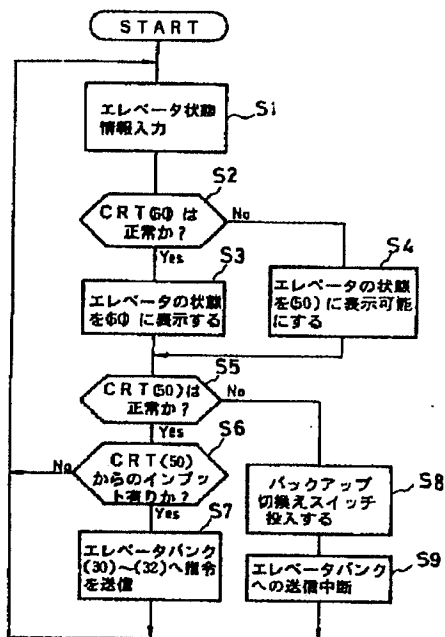 START
エレベータ状態
情報入力
S1
S2
CRT は
正常か?
No
Yes
S3
S4
エレベータの状態
を に表示する
エレベータの状態
を(50)に表示可能
にする
S5
CRT(50)は
正常か?
No
Yes
S6
No
CRT(50)
からのインプッ
ト有りか?
Yes
S7
S8
バックアップ
切換えスイッチ
投入する
エレベータバンク
(30)〜(32)へ指令
を送信
S9
エレベータバンク
への送信中断